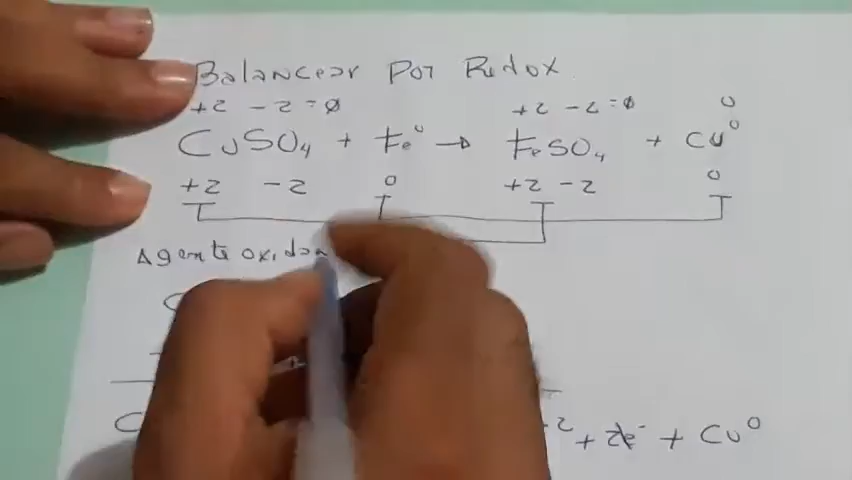 Balancear Por Redox
+2 -2 = 0 +2 -2 = 0 0
CuSO₄ + Fe⁰ → FeSO₄ + Cu⁰
+2 -2 0 +2 -2 0
Agente oxidan
2 + 2e⁻ + Cu⁰